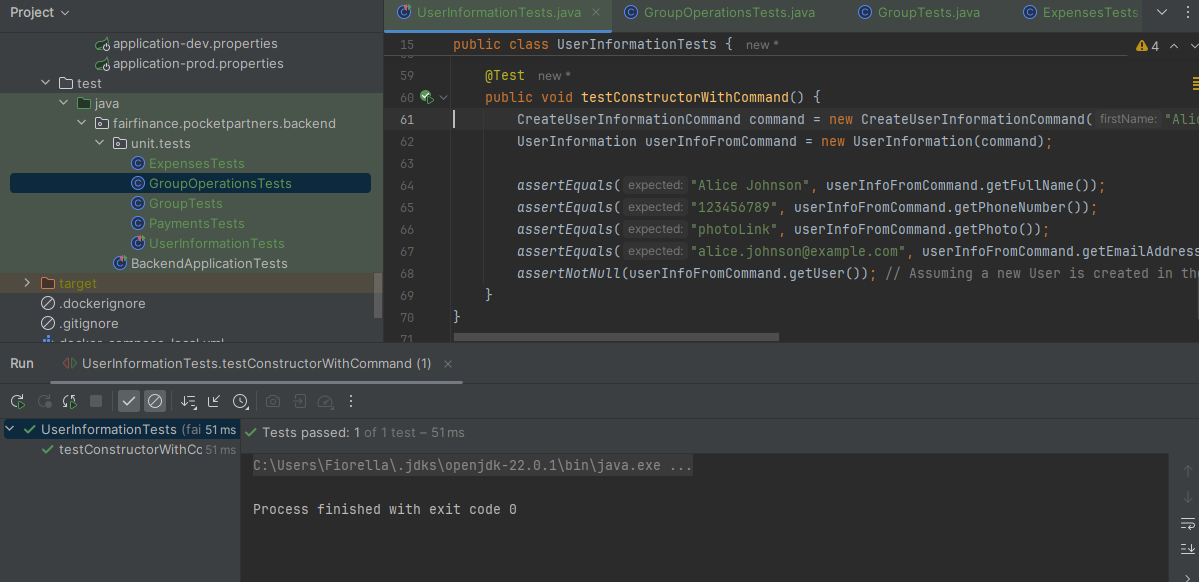 Project
UserInformationTests.java
GroupOperationsTests.java
GroupTests.java
ExpensesTests
application-dev.properties
application-prod.properties
test
java
fairfinance.pocketpartners.backend
unit.tests
ExpensesTests
GroupOperationsTests
GroupTests
PaymentsTests
UserInformationTests
BackendApplicationTests
target
.dockerignore
.gitignore
15 public class UserInformationTests { new *
4
59 @Test new *
60 public void testConstructorWithCommand() {
61 CreateUserInformationCommand command = new CreateUserInformationCommand( firstName: "Alic
62 UserInformation userInfoFromCommand = new UserInformation(command);
63
64 assertEquals( expected: "Alice Johnson", userInfoFromCommand.getFullName());
65 assertEquals( expected: "123456789", userInfoFromCommand.getPhoneNumber());
66 assertEquals( expected: "photoLink", userInfoFromCommand.getPhoto());
67 assertEquals( expected: "alice.johnson@example.com", userInfoFromCommand.getEmailAddress
68 assertNotNull(userInfoFromCommand.getUser()); // Assuming a new User is created in th
69 }
70 }
71
Run
UserInformationTests.testConstructorWithCommand (1)
UserInformationTests (fai 51 ms
testConstructorWithCc 51 ms
Tests passed: 1 of 1 test – 51 ms
C:\Users\Fiorella\.jdks\openjdk-22.0.1\bin\java.exe ...
Process finished with exit code 0